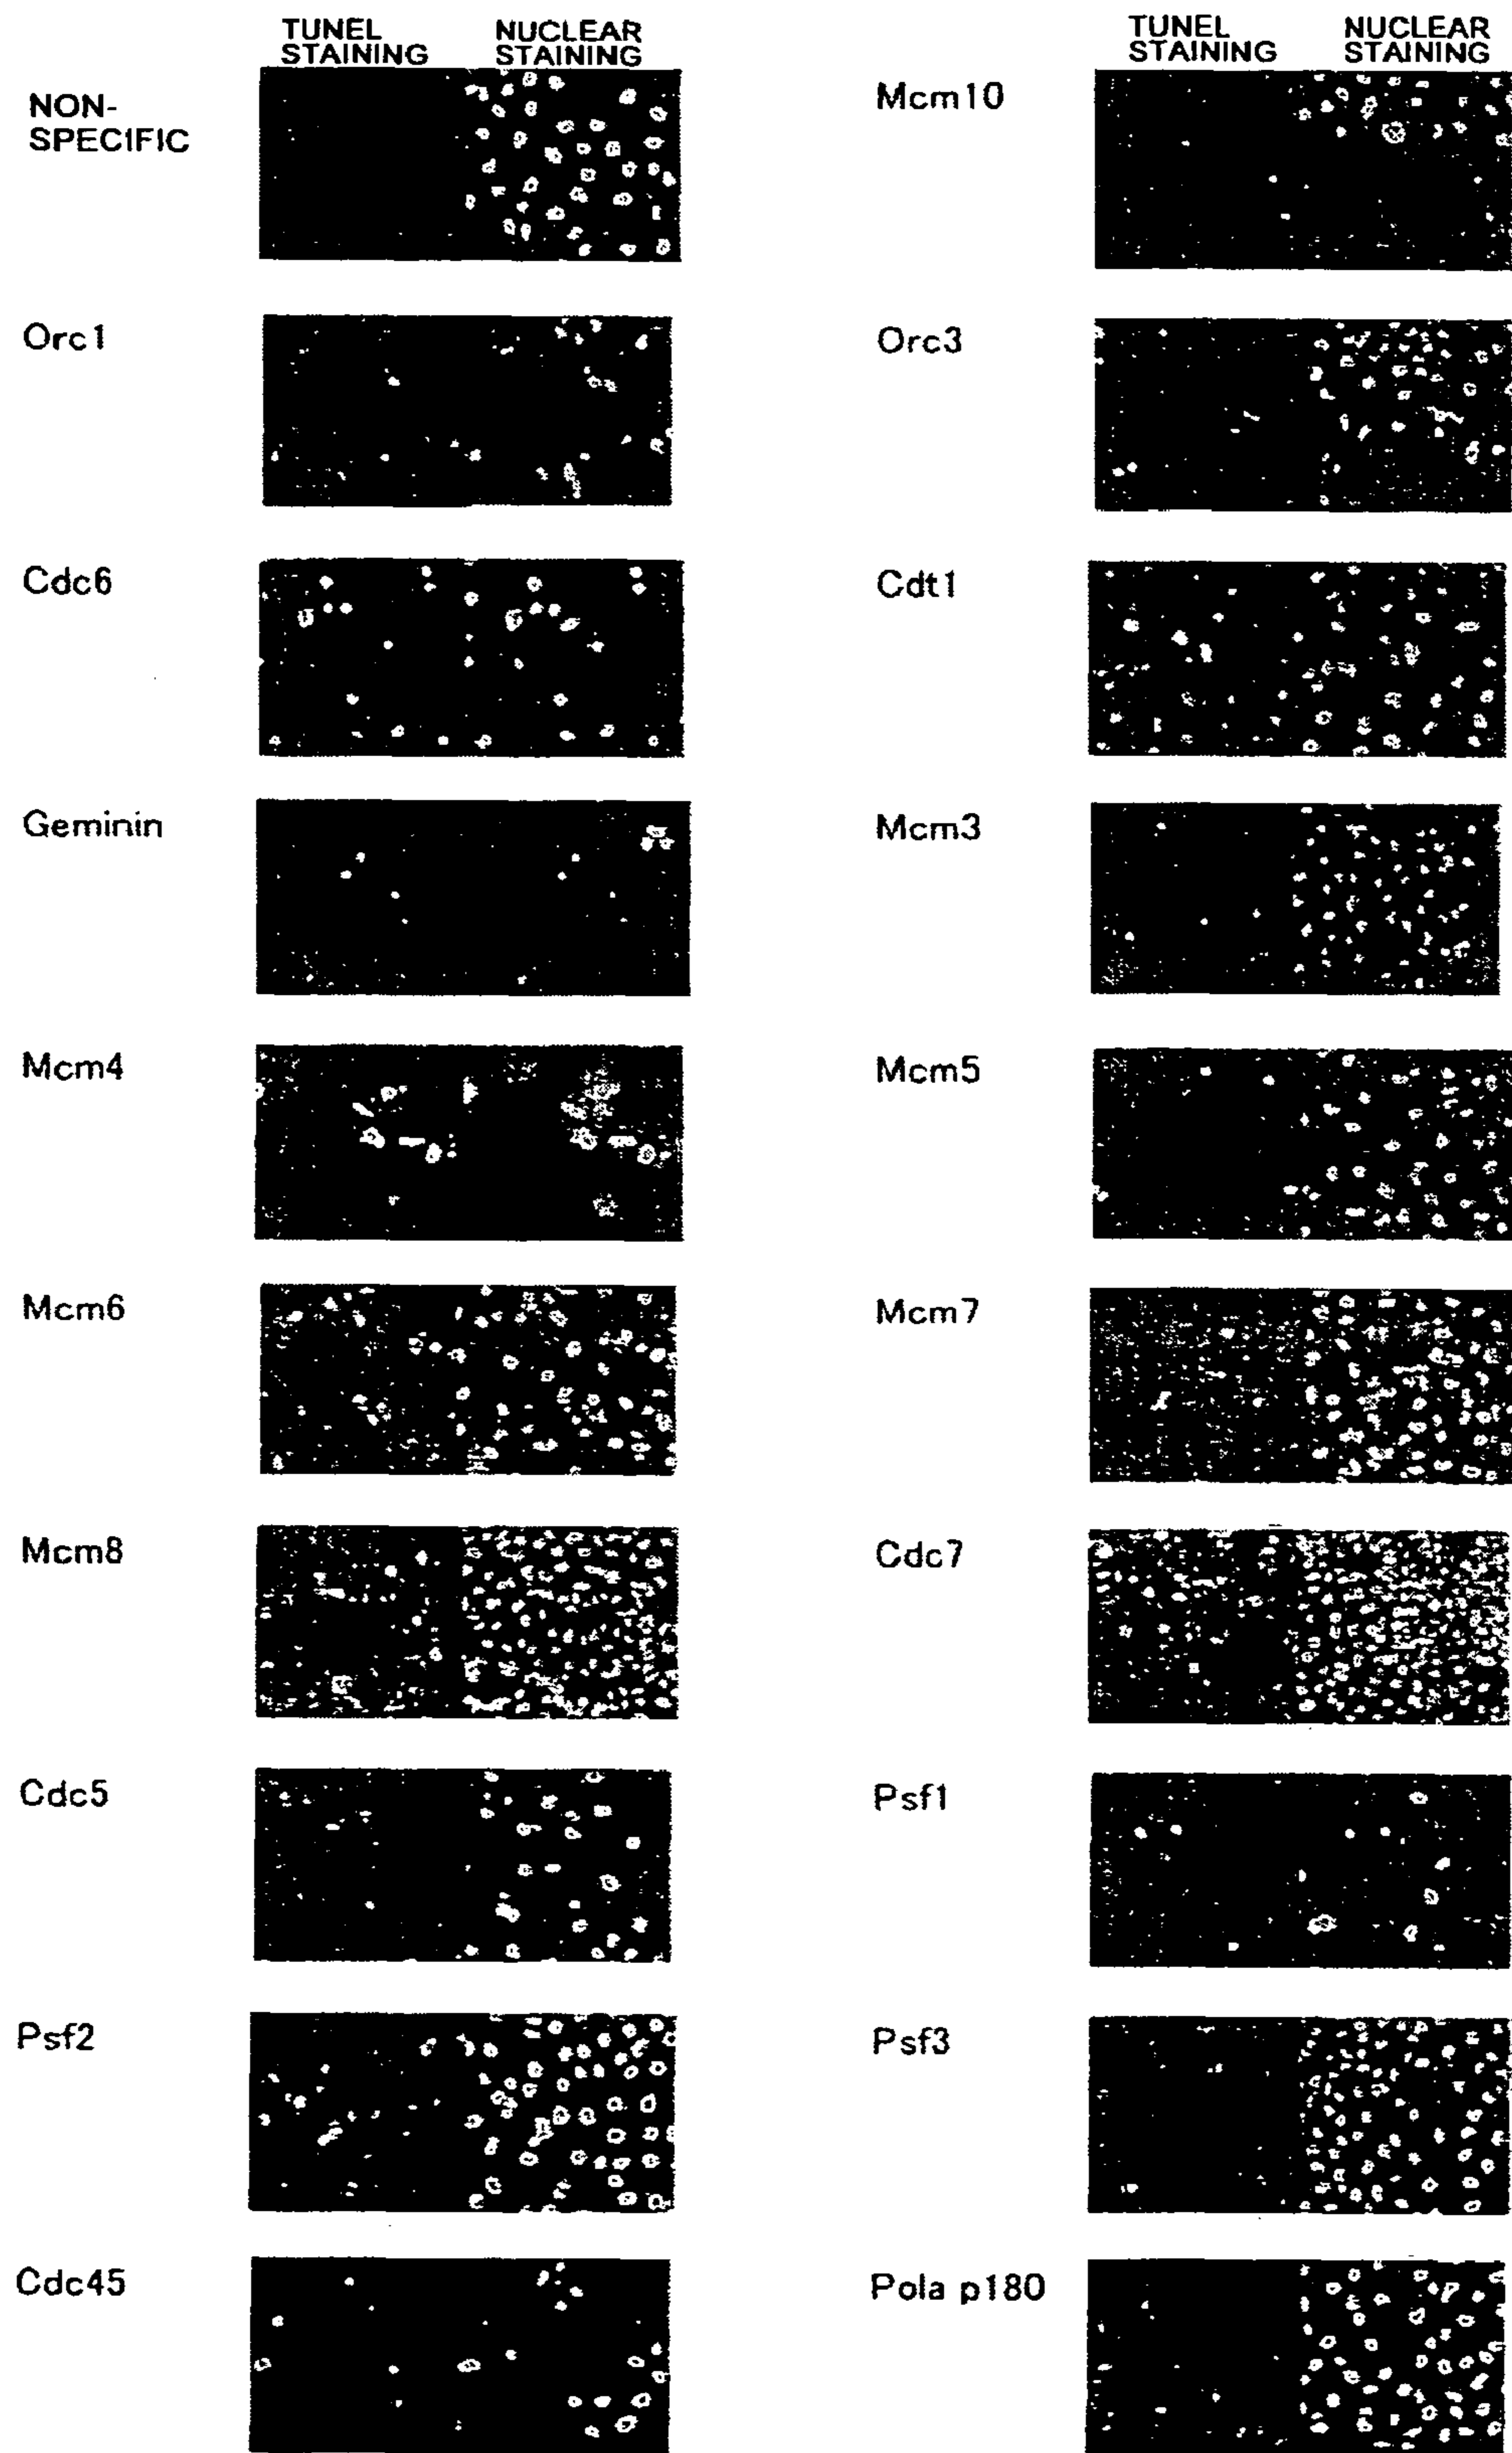 TUNEL STAINING
NUCLEAR STAINING
TUNEL STAINING
NUCLEAR STAINING
NON-
SPECIFIC
Mcm10
Orc1
Orc3
Cdc6
Cdt1
Geminin
Mcm3
Mcm4
Mcm5
Mcm6
Mcm7
Mcm8
Cdc7
Cdc5
Psf1
Psf2
Psf3
Cdc45
Pola p180